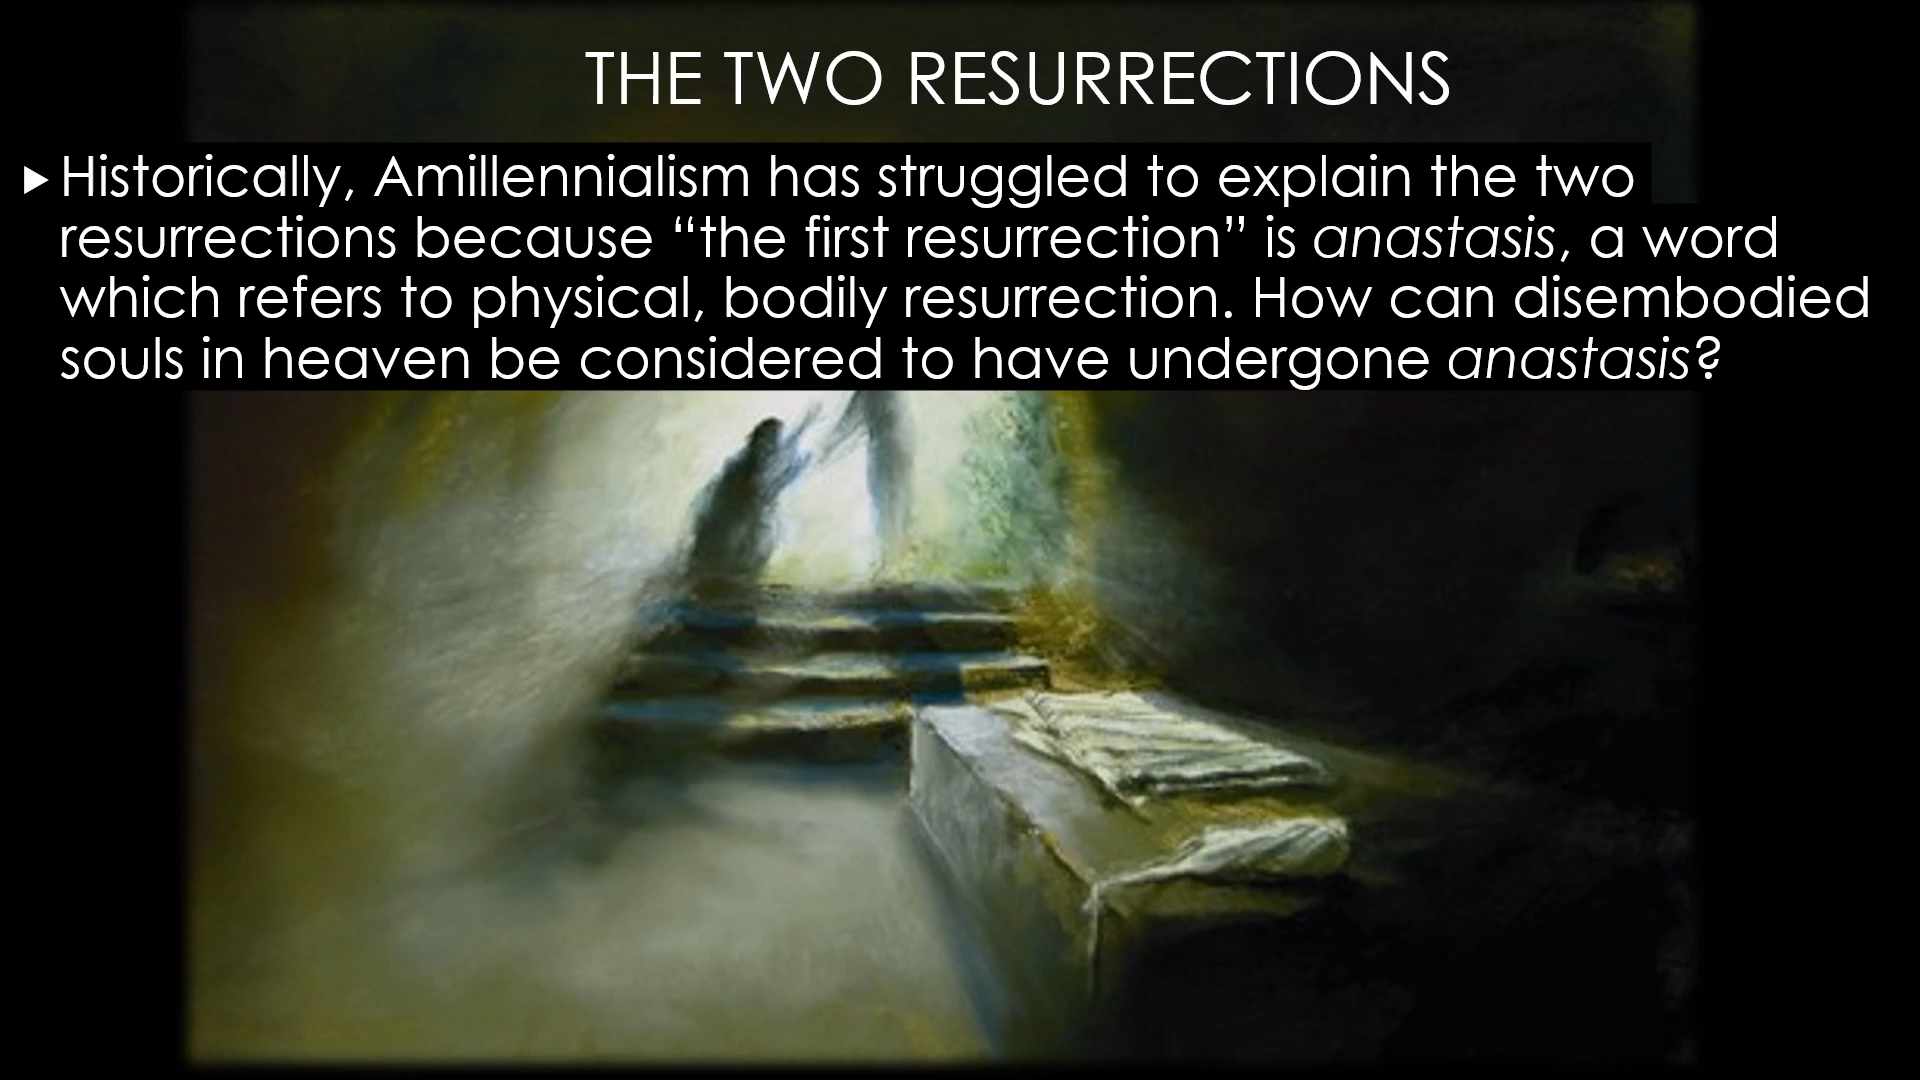 THE TWO RESURRECTIONS
Historically, Amillennialism has struggled to explain the two
resurrections because “the first resurrection” is anastasis, a word
which refers to physical, bodily resurrection. How can disembodied
souls in heaven be considered to have undergone anastasis?